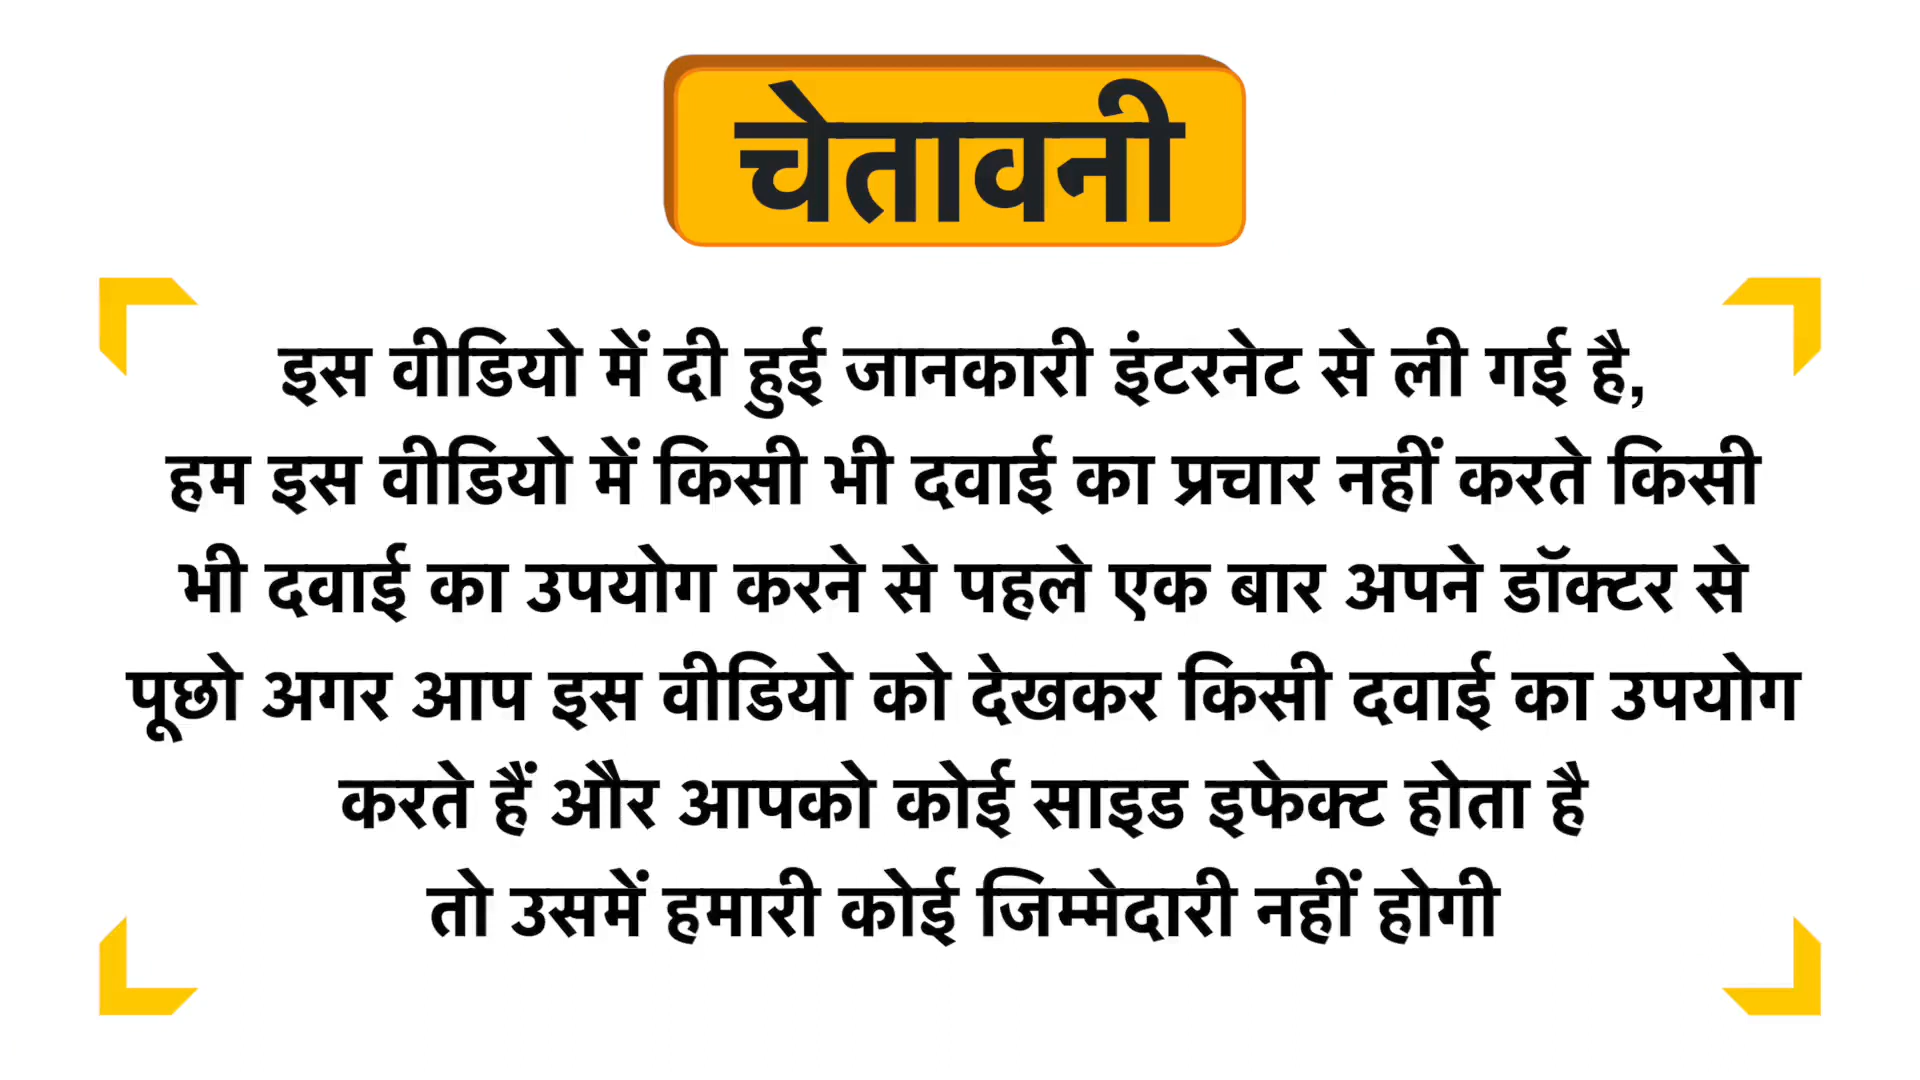 चेतावनी
इस वीडियो में दी हुई जानकारी इंटरनेट से ली गई है,
हम इस वीडियो में किसी भी दवाई का प्रचार नहीं करते किसी
भी दवाई का उपयोग करने से पहले एक बार अपने डॉक्टर से
पूछो अगर आप इस वीडियो को देखकर किसी दवाई का उपयोग
करते हैं और आपको कोई साइड इफेक्ट होता है
तो उसमें हमारी कोई जिम्मेदारी नहीं होगी